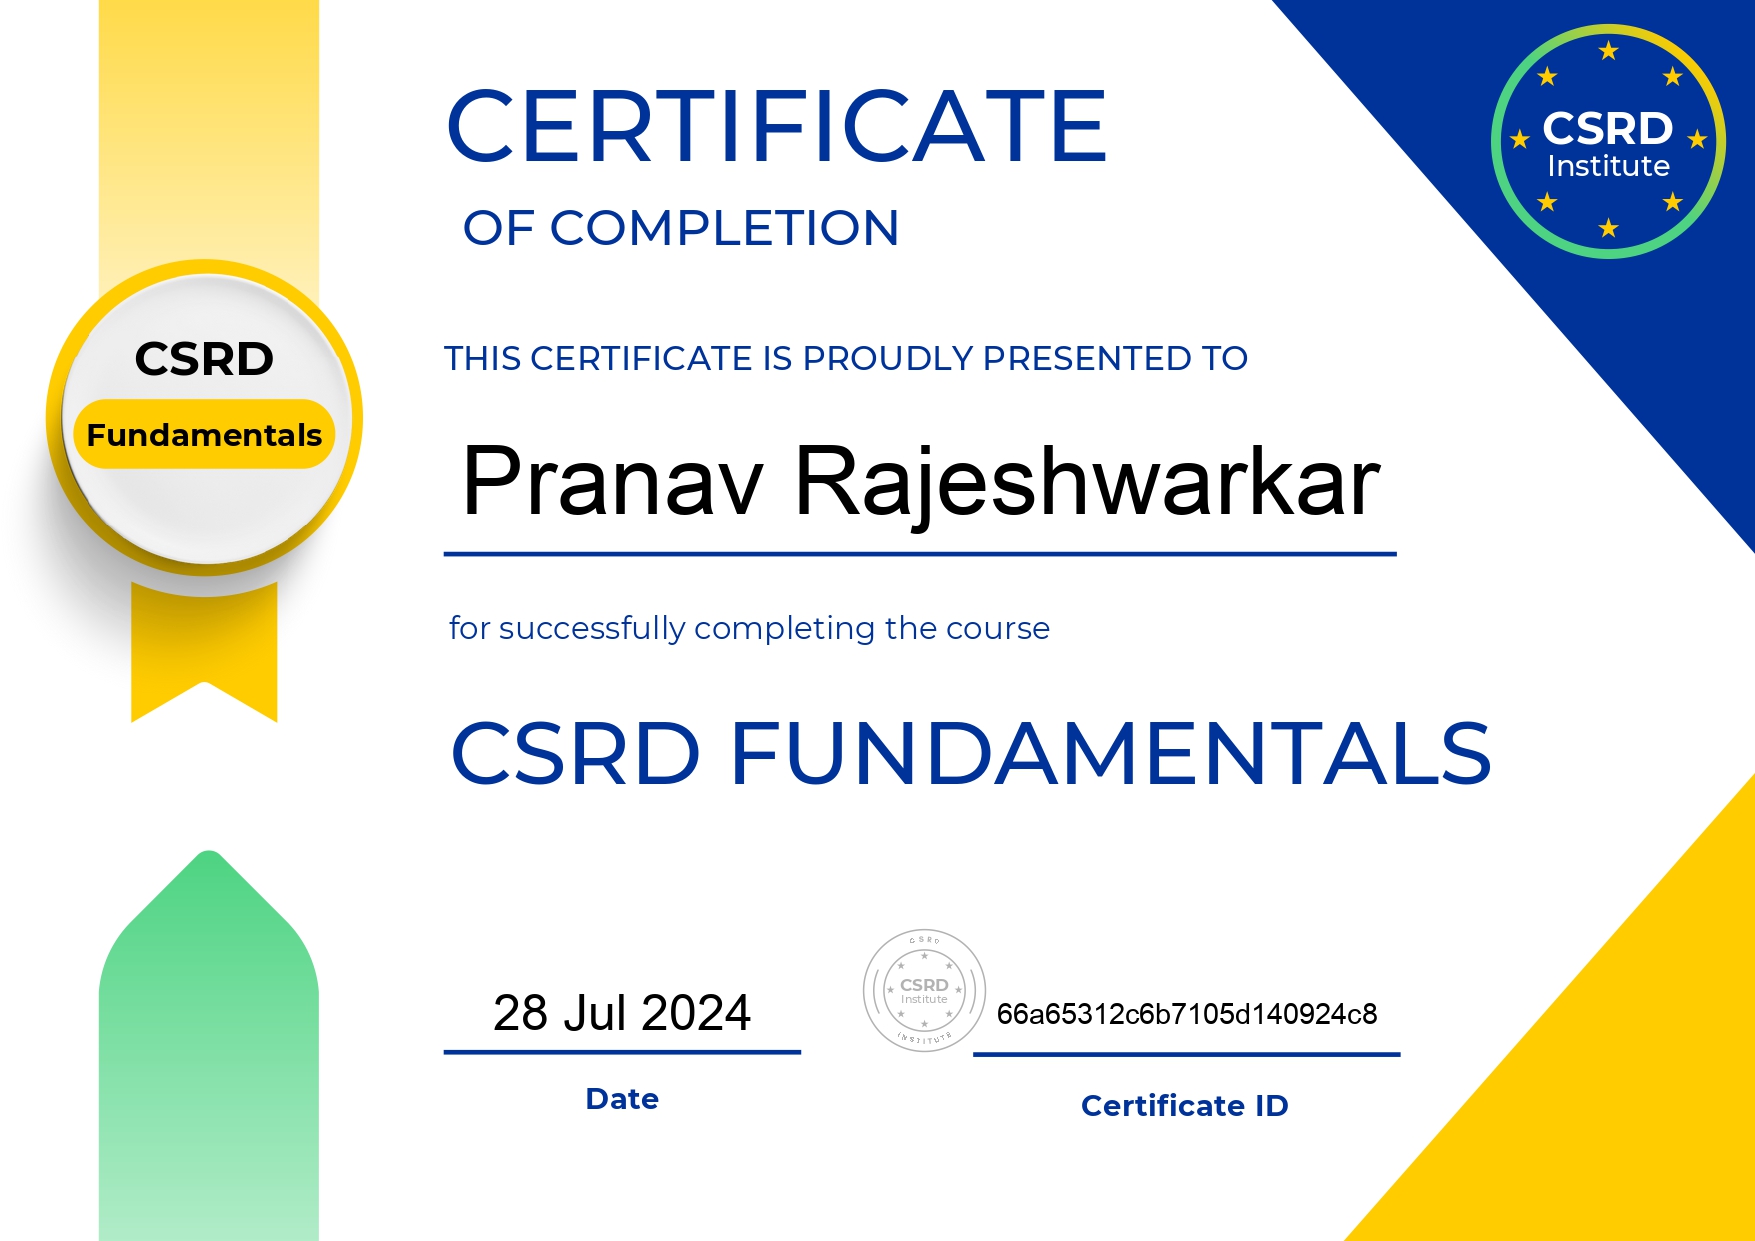 CERTIFICATE
OF COMPLETION
CSRD
Institute
THIS CERTIFICATE IS PROUDLY PRESENTED TO
CSRD
Fundamentals
Pranav Rajeshwarkar
for successfully completing the course
CSRD FUNDAMENTALS
CSRD
CSRD
Institute
INSTITUTE
28 Jul 2024
66a65312c6b7105d140924c8
Date
Certificate ID